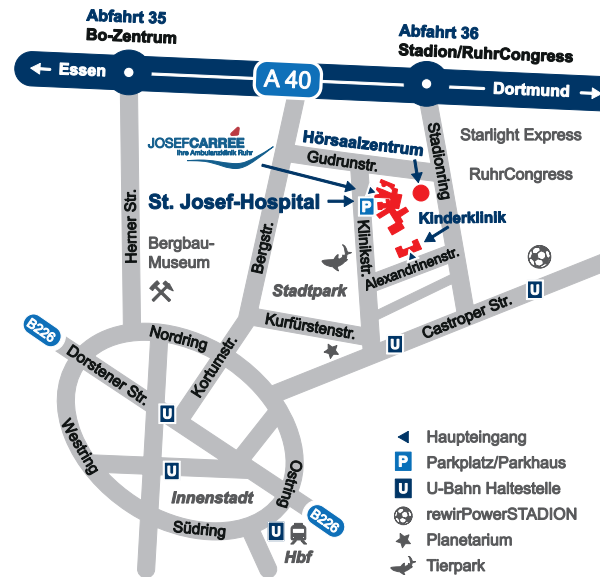 Abfahrt 35
Bo-Zentrum
Abfahrt 36
Stadion/RuhrCongress
Essen
A 40
Dortmund
JOSEFCARRÉE
Ihre Ambulanzklinik Ruhr
Hörsaalzentrum
Stadionring
Starlight Express
Gudrunstr.
RuhrCongress
St. Josef-Hospital
P
Kinderklinik
Herner Str.
Bergstr.
Klinikstr.
Bergbau-
Museum
Alexandrinenstr.
Stadtpark
U
Castroper Str.
B226
Nordring
Kurfürstenstr.
U
Dorstener Str.
Kortumstr.
U
Westring
U
Innenstadt
Ostring
Südring
B226
U
Hbf
Haupteingang
P Parkplatz/Parkhaus
U U-Bahn Haltestelle
rewirPowerSTADION
Planetarium
Tierpark